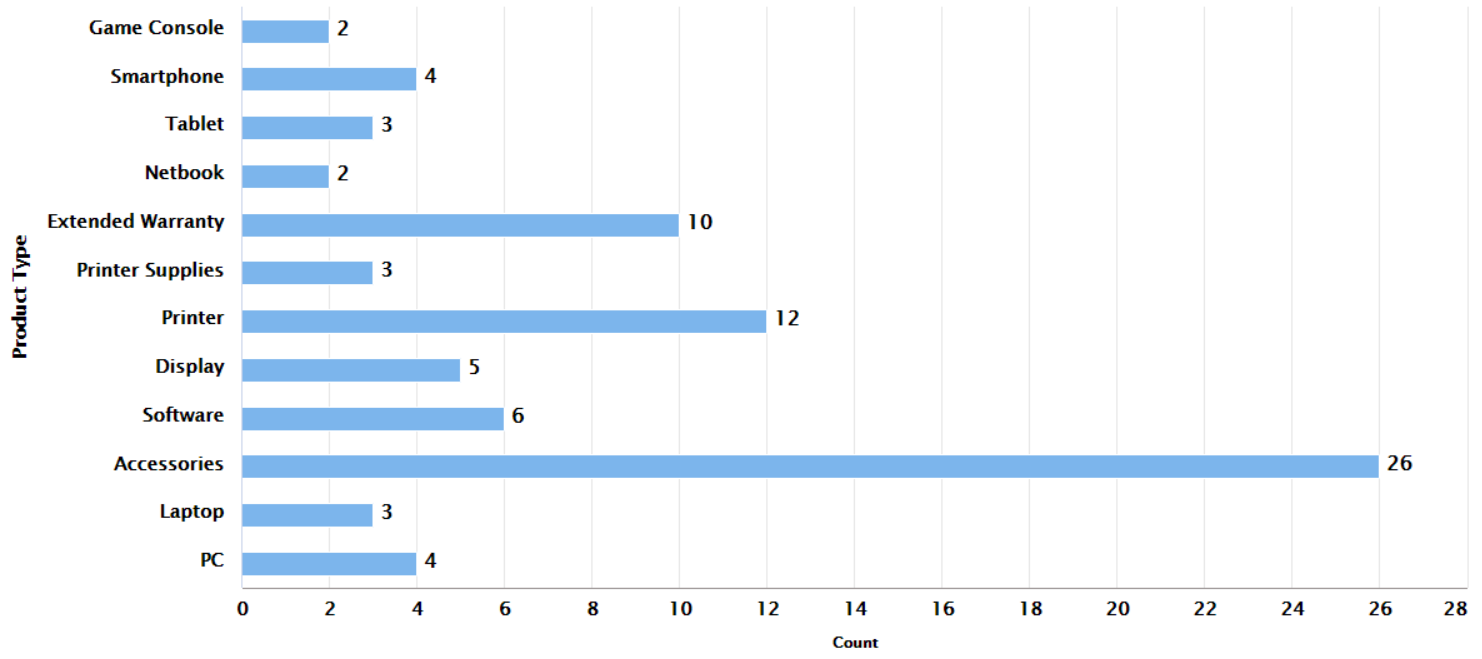 Game Console 2
Smartphone 4
Tablet 3
Netbook 2
Extended Warranty 10
Printer Supplies 3
Printer 12
Display 5
Software 6
Accessories 26
Laptop 3
PC 4
Product Type
0 2 4 6 8 10 12 14 16 18 20 22 24 26 28
Count